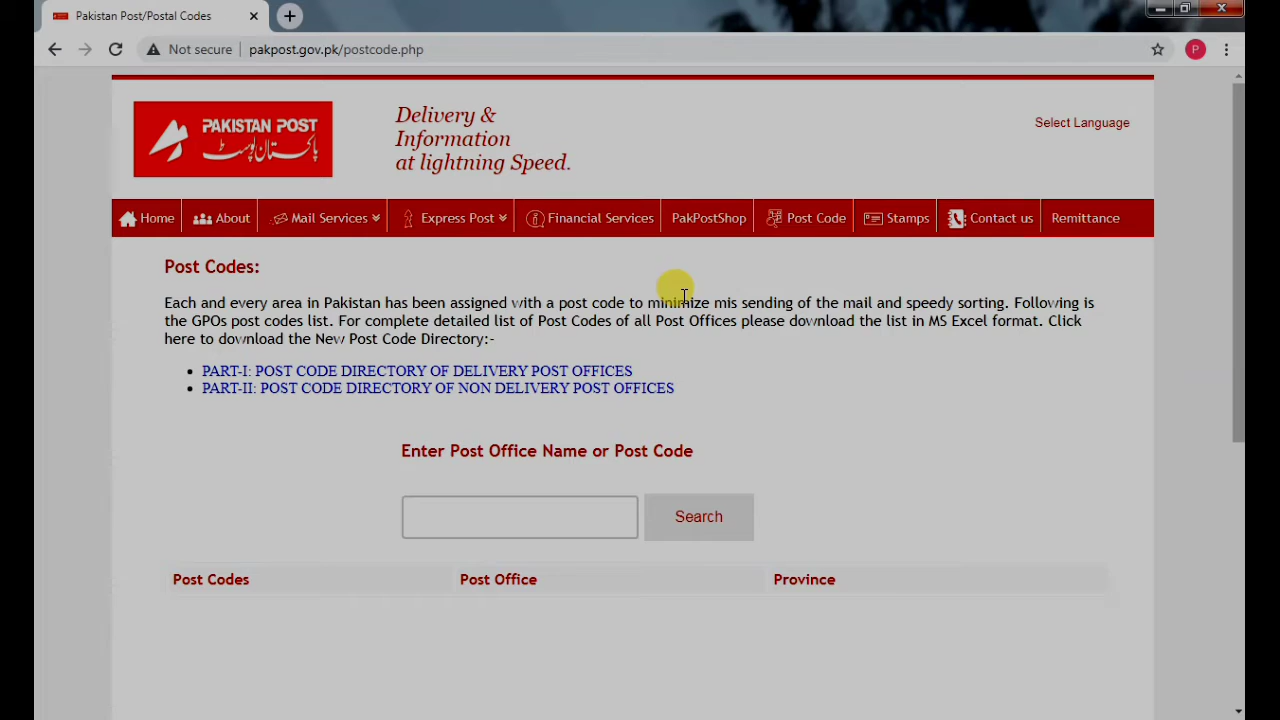 Pakistan Post/Postal Codes
Not secure pakpost.gov.pk/postcode.php P
PAKISTAN POST
پاکستان پوسٹ
Delivery &
Information
at lightning Speed.
Select Language
Home About Mail Services Express Post Financial Services PakPostShop Post Code Stamps Contact us Remittance
Post Codes:
Each and every area in Pakistan has been assigned with a post code to minimize mis sending of the mail and speedy sorting. Following is
the GPOs post codes list. For complete detailed list of Post Codes of all Post Offices please download the list in MS Excel format. Click
here to download the New Post Code Directory:-
PART-I: POST CODE DIRECTORY OF DELIVERY POST OFFICES
PART-II: POST CODE DIRECTORY OF NON DELIVERY POST OFFICES
Enter Post Office Name or Post Code
Search
Post Codes Post Office Province